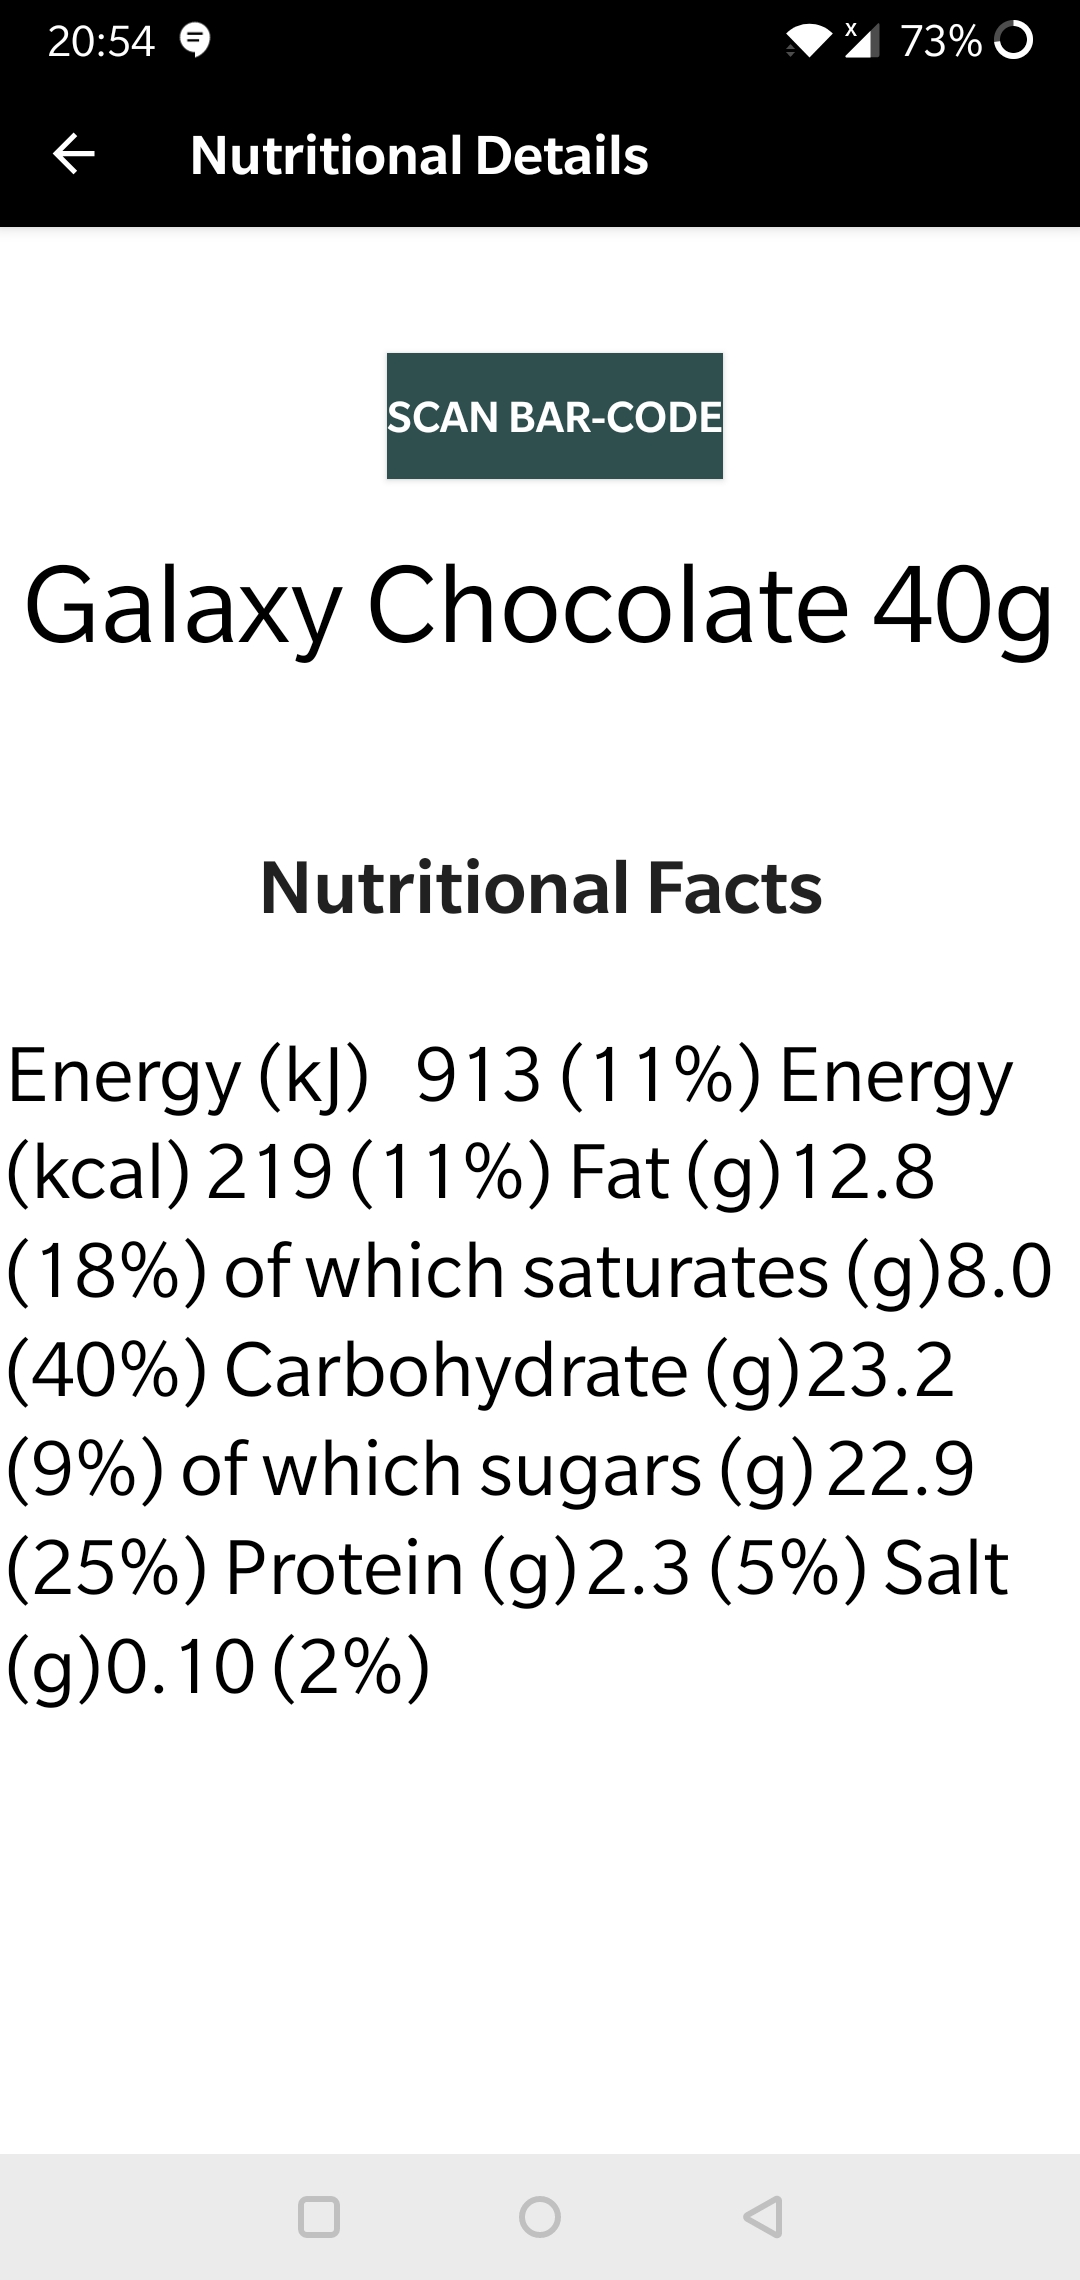 20:54
x 73%
Nutritional Details
SCAN BAR-CODE
Galaxy Chocolate 40g
Nutritional Facts
Energy (kJ)  913 (11%) Energy
(kcal) 219 (11%) Fat (g)12.8
(18%) of which saturates (g)8.0
(40%) Carbohydrate (g)23.2
(9%) of which sugars (g) 22.9
(25%) Protein (g)2.3 (5%) Salt
(g)0.10 (2%)